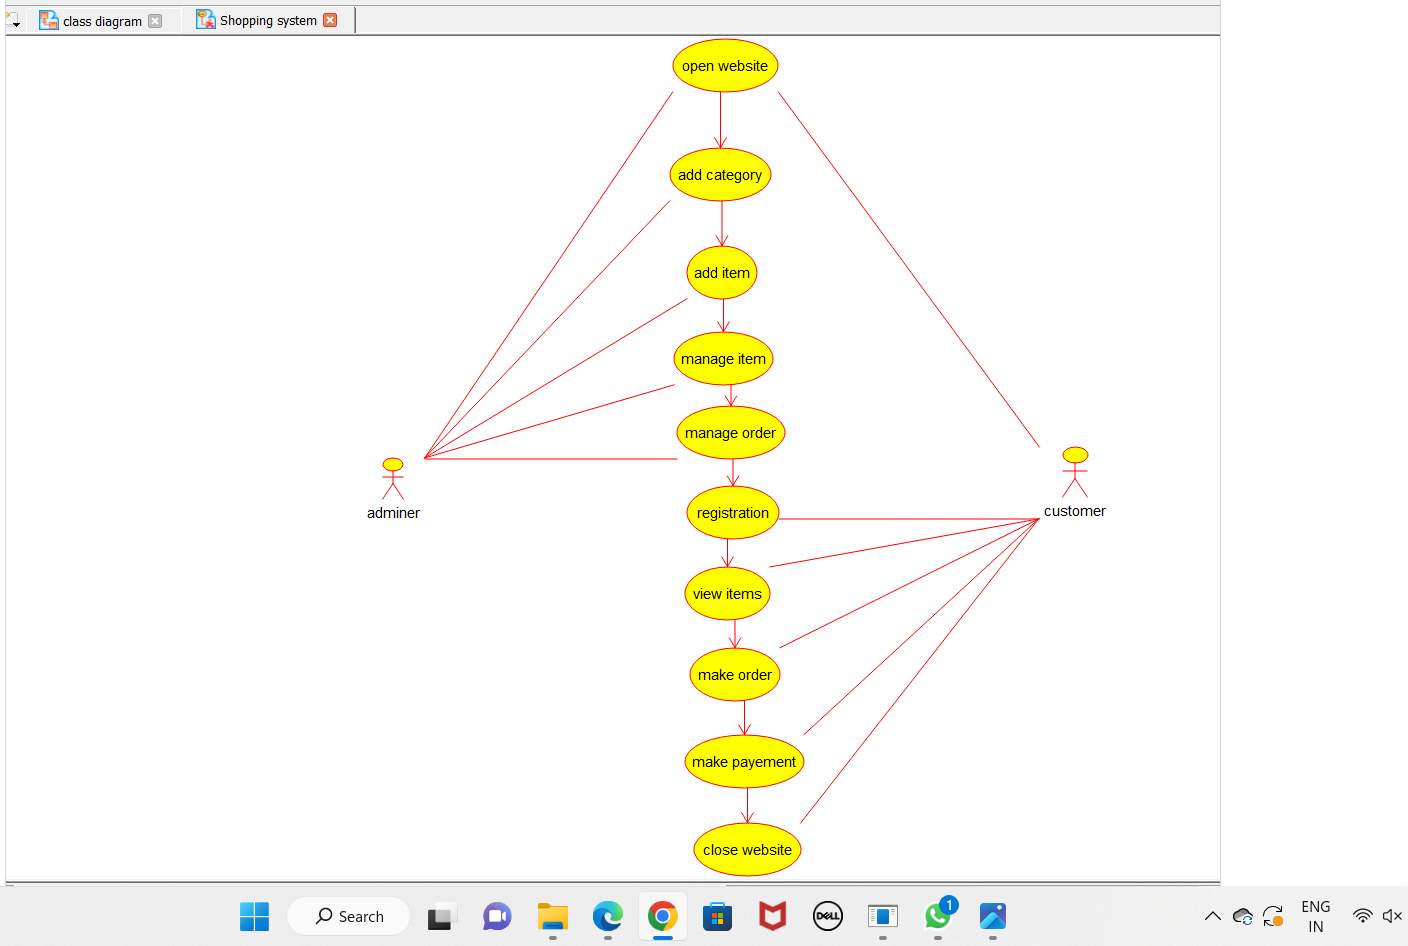 class diagram
Shopping system
open website
add category
add item
manage item
manage order
adminer
registration
customer
view items
make order
make payement
close website
Search
DELL
1
ENG
IN